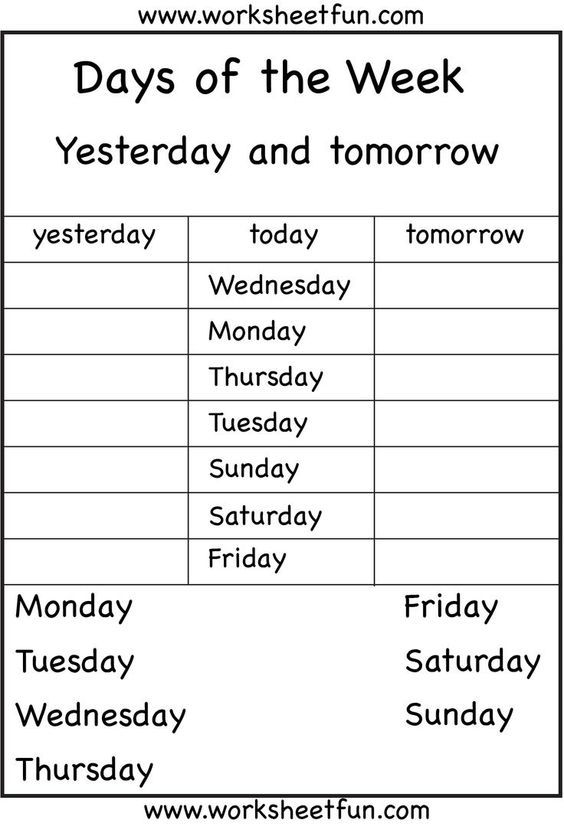 www.worksheetfun.com
Days of the Week
Yesterday and tomorrow
yesterday today tomorrow
Wednesday
Monday
Thursday
Tuesday
Sunday
Saturday
Friday
Monday Friday
Tuesday Saturday
Wednesday Sunday
Thursday
www.worksheetfun.com